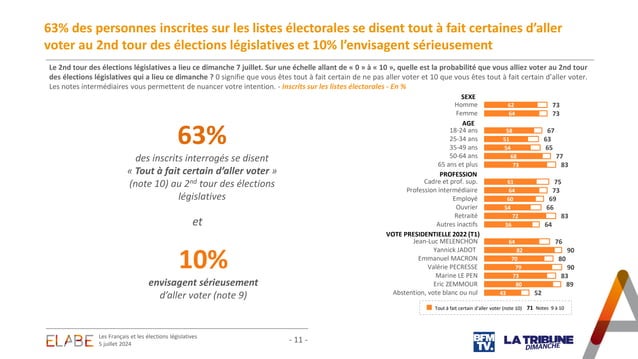 63% des personnes inscrites sur les listes électorales se disent tout à fait certaines d’aller
voter au 2nd tour des élections législatives et 10% l’envisagent sérieusement
Le 2nd tour des élections législatives a lieu ce dimanche 7 juillet. Sur une échelle allant de « 0 » à « 10 », quelle est la probabilité que vous alliez voter au 2nd tour
des élections législatives qui a lieu ce dimanche ? 0 signifie que vous êtes tout à fait certain de ne pas aller voter et 10 que vous êtes tout à fait certain d’aller voter.
Les notes intermédiaires vous permettent de nuancer votre intention. - Inscrits sur les listes électorales - En %
63%
des inscrits interrogés se disent
« Tout à fait certain d’aller voter »
(note 10) au 2nd tour des élections
législatives
et
10%
envisagent sérieusement
d’aller voter (note 9)
SEXE
Homme 62 73
Femme 64 73
AGE
18-24 ans 58 67
25-34 ans 51 63
35-49 ans 54 65
50-64 ans 68 77
65 ans et plus 73 83
PROFESSION
Cadre et prof. sup. 61 75
Profession intermédiaire 64 73
Employé 60 69
Ouvrier 54 66
Retraité 72 83
Autres inactifs 56 64
VOTE PRESIDENTIELLE 2022 (T1)
Jean-Luc MELENCHON 64 76
Yannick JADOT 82 90
Emmanuel MACRON 70 80
Valérie PECRESSE 79 90
Marine LE PEN 73 83
Eric ZEMMOUR 80 89
Abstention, vote blanc ou nul 43 52
Tout à fait certain d’aller voter (note 10) 71 Notes 9 à 10
ELABE
Les Français et les élections législatives
5 juillet 2024
- 11 -
BFM
TV.
LA TRIBUNE
DIMANCHE